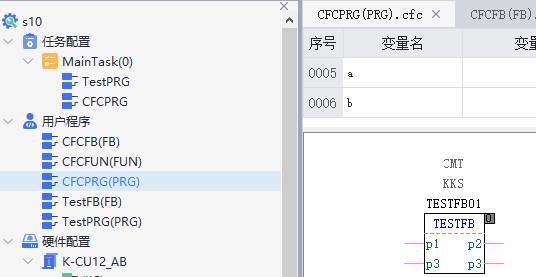 s10
任务配置
MainTask(0)
TestPRG
CFCPRG
用户程序
CFCFB(FB)
CFCFUN(FUN)
CFCPRG(PRG)
TestFB(FB)
TestPRG(PRG)
硬件配置
K-CU12_AB
CFCPRG(PRG).cfc
CFCFB(FB).
序号 变量名 变量
0005 a
0006 b
CMT
KKS
TESTFB01
TESTFB 0
p1 p2
p3 p3